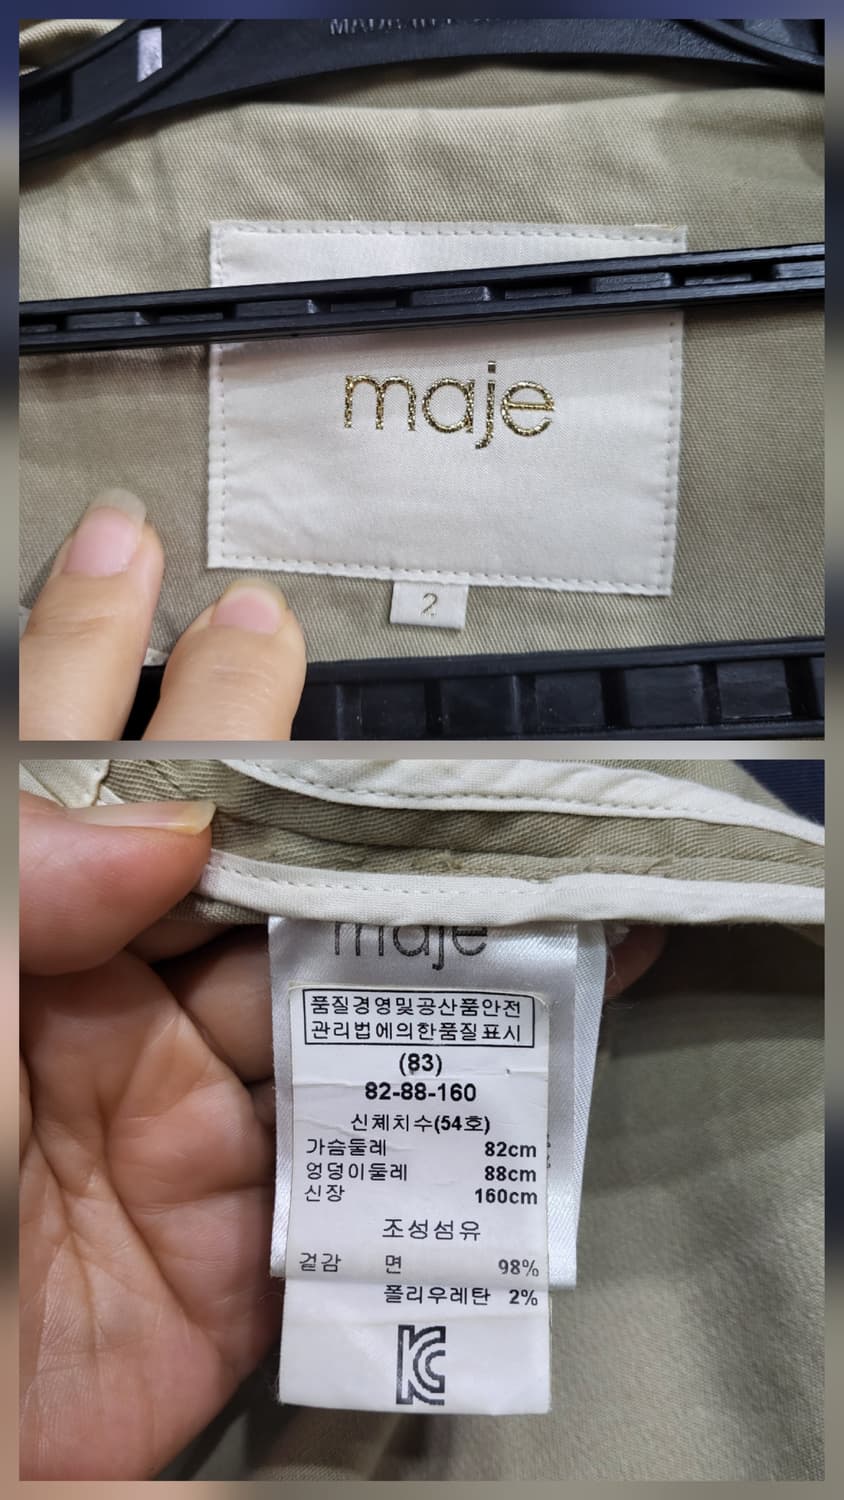 maje
2
maje
품질경영및공산품안전
관리법에의한품질표시
(83)
82-88-160
신체치수(54호)
가슴둘레 82cm
엉덩이둘레 88cm
신장 160cm
조성섬유
겉감 면 98%
폴리우레탄 2%